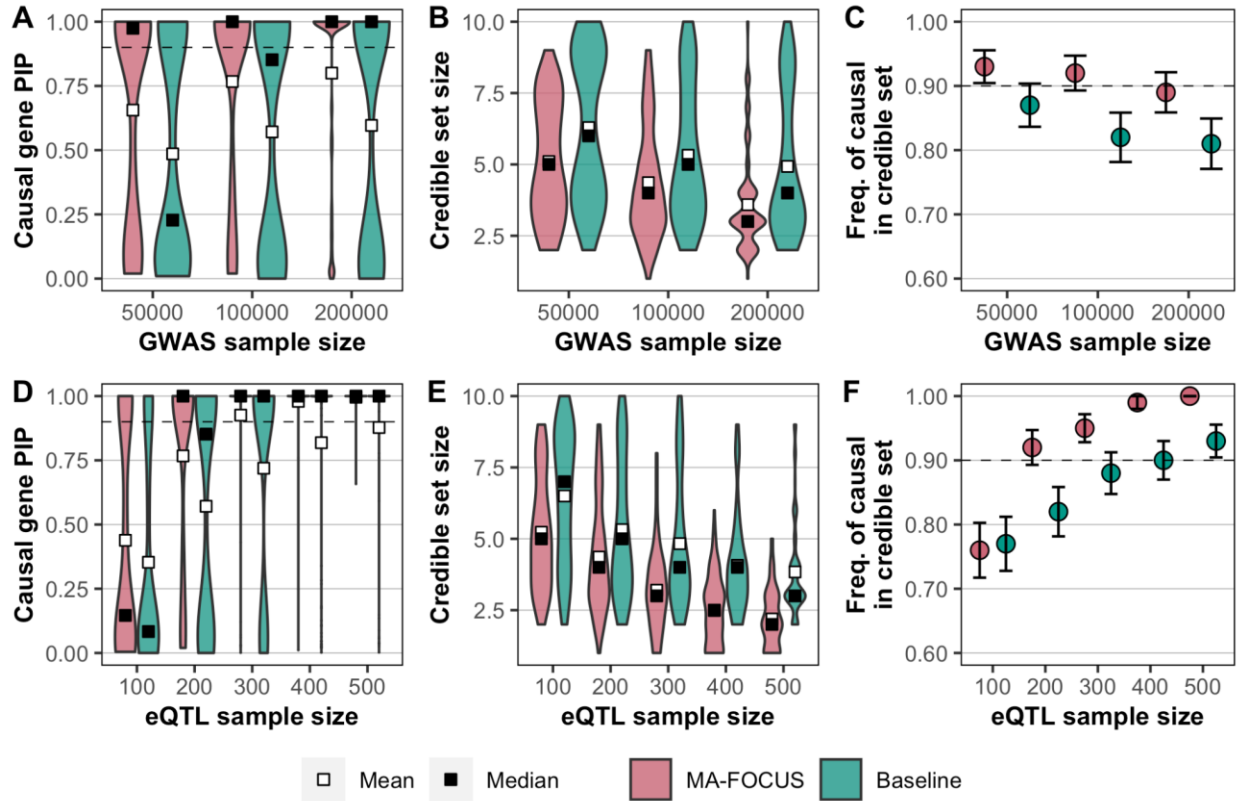 A
Causal gene PIP
1.00
0.75
0.50
0.25
0.00
50000 100000 200000
GWAS sample size
B
Credible set size
10.0
7.5
5.0
2.5
50000 100000 200000
GWAS sample size
C
Freq. of causal
in credible set
1.00
0.90
0.80
0.70
0.60
50000 100000 200000
GWAS sample size
D
Causal gene PIP
1.00
0.75
0.50
0.25
0.00
100 200 300 400 500
eQTL sample size
E
Credible set size
10.0
7.5
5.0
2.5
100 200 300 400 500
eQTL sample size
F
Freq. of causal
in credible set
1.00
0.90
0.80
0.70
0.60
100 200 300 400 500
eQTL sample size
Mean Median MA-FOCUS Baseline